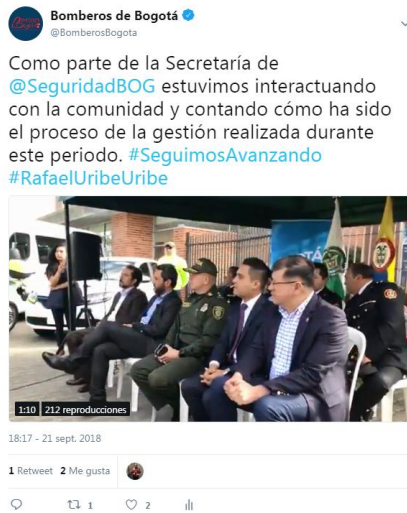 Bomberos de Bogotá
@BomberosBogota
Como parte de la Secretaría de
@SeguridadBOG estuvimos interactuando
con la comunidad y contando cómo ha sido
el proceso de la gestión realizada durante
este periodo. #SeguimosAvanzando
#RafaelUribeUribe
1:10 212 reproducciones
18:17 - 21 sept. 2018
1 Retweet 2 Me gusta
1 2